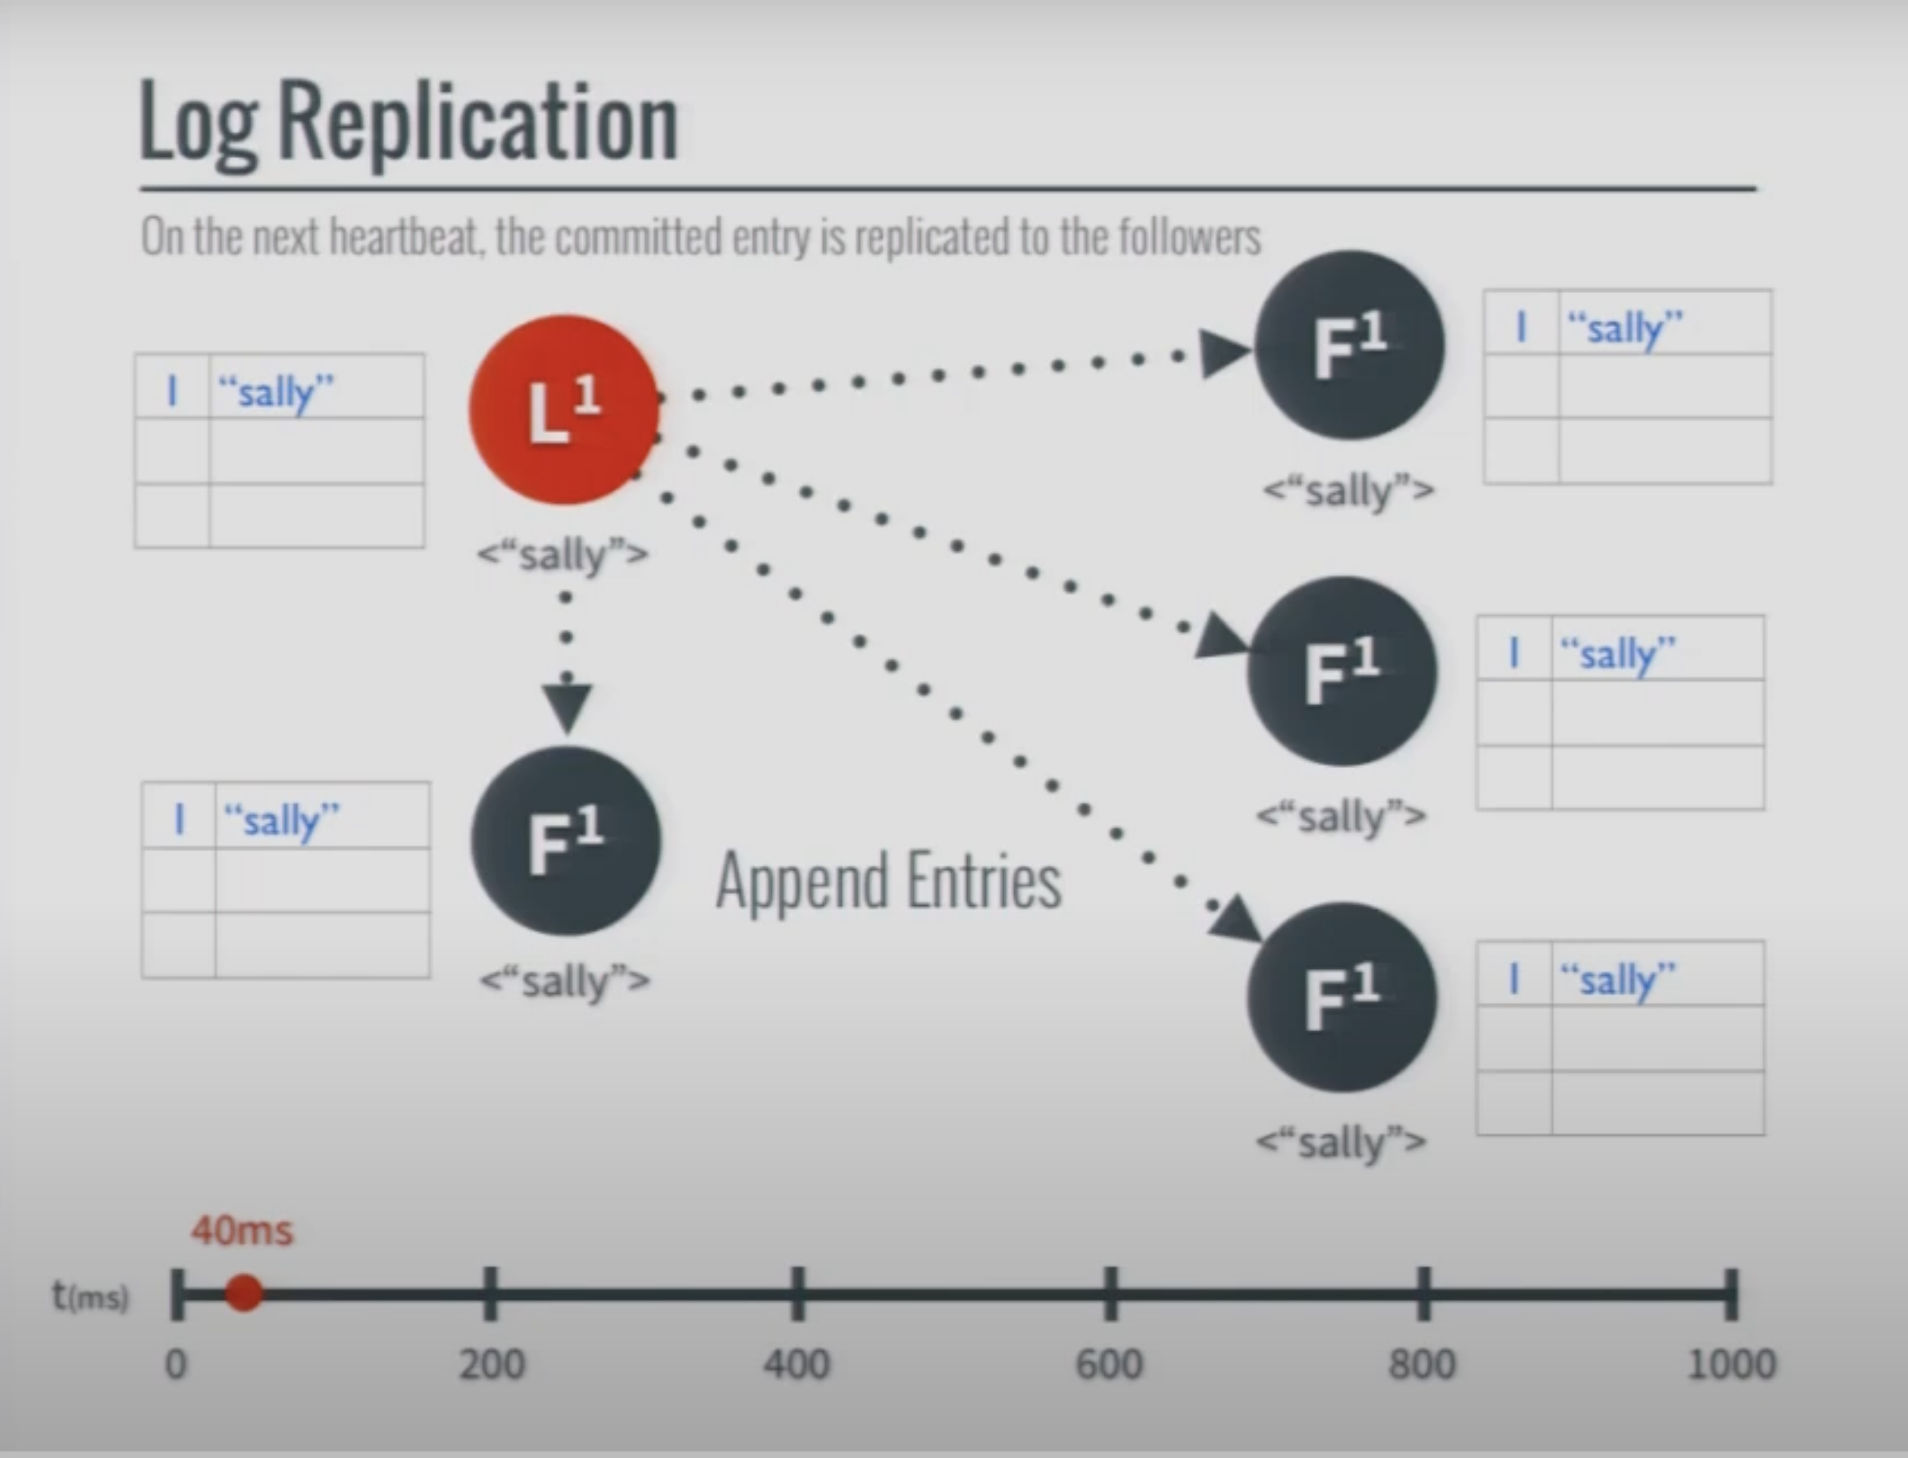 Log Replication
On the next heartbeat, the committed entry is replicated to the followers
1 “sally”
L¹
<“sally”>
F¹
<“sally”>
1 “sally”
F¹
<“sally”>
1 “sally”
1 “sally”
F¹
<“sally”>
Append Entries
F¹
<“sally”>
1 “sally”
40ms
t(ms)
0 200 400 600 800 1000